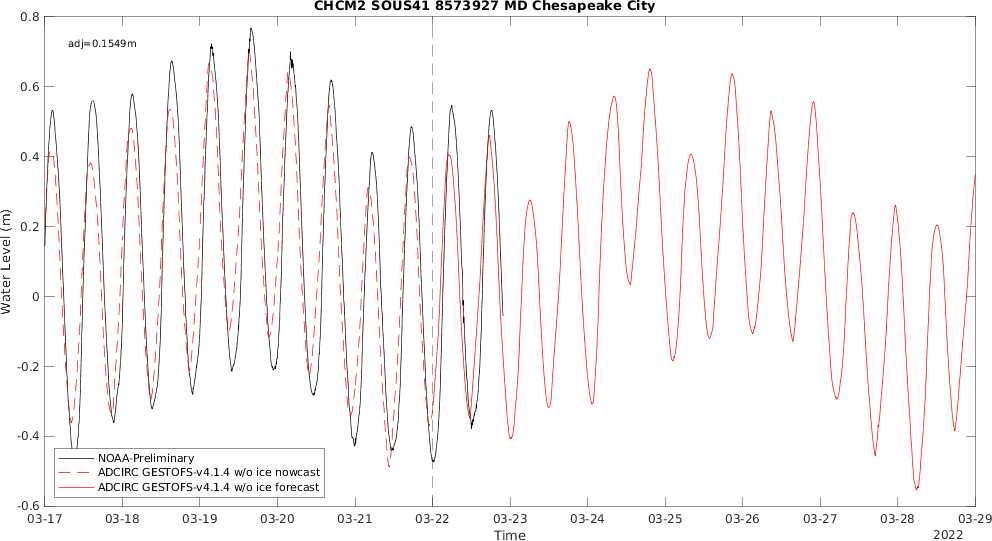 CHCM2 SOUS41 8573927 MD Chesapeake City
adj=0.1549m
0.8
0.6
0.4
0.2
0
-0.2
-0.4
-0.6
Water Level (m)
NOAA-Preliminary
ADCIRC GESTOFS-v4.1.4 w/o ice nowcast
ADCIRC GESTOFS-v4.1.4 w/o ice forecast
03-17 03-18 03-19 03-20 03-21 03-22 03-23 03-24 03-25 03-26 03-27 03-28 03-29
Time
2022